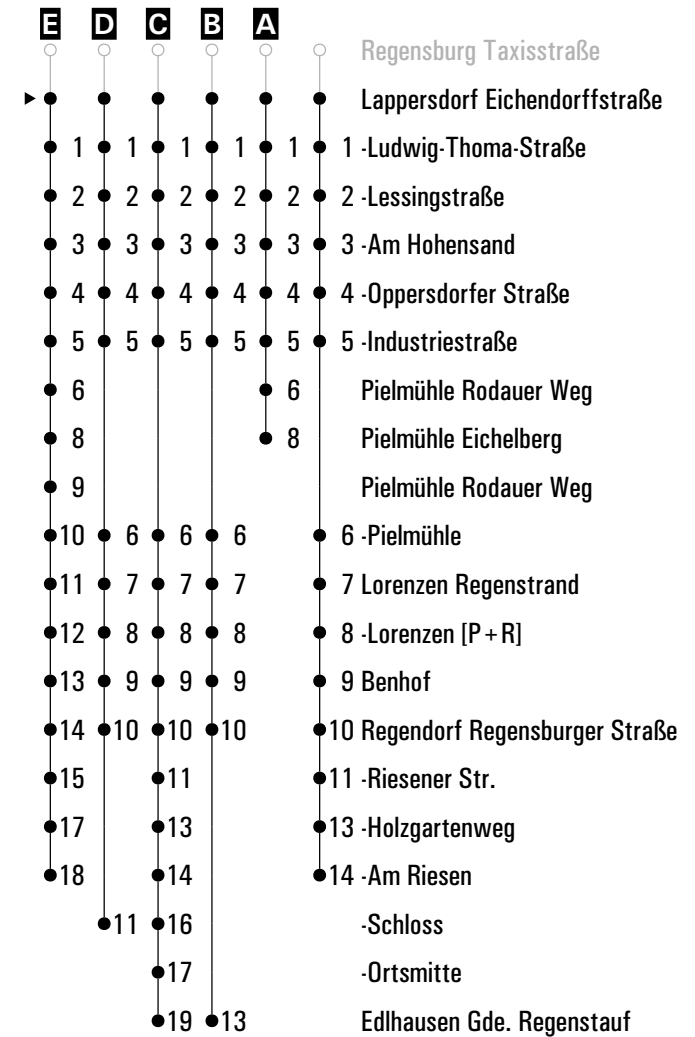 E D C B A
Regensburg Taxisstraße
Lappersdorf Eichendorffstraße
1 1 1 1 1 1 -Ludwig-Thoma-Straße
2 2 2 2 2 2 -Lessingstraße
3 3 3 3 3 3 -Am Hohensand
4 4 4 4 4 4 -Oppersdorfer Straße
5 5 5 5 5 5 -Industriestraße
6 6 Pielmühle Rodauer Weg
8 8 Pielmühle Eichelberg
9 Pielmühle Rodauer Weg
10 6 6 6 6 -Pielmühle
11 7 7 7 7 Lorenzen Regenstrand
12 8 8 8 8 -Lorenzen [P+R]
13 9 9 9 9 Benhof
14 10 10 10 10 Regendorf Regensburger Straße
15 11 11 -Riesener Str.
17 13 13 -Holzgartenweg
18 14 14 -Am Riesen
11 16 -Schloss
17 -Ortsmitte
19 13 Edlhausen Gde. Regenstauf